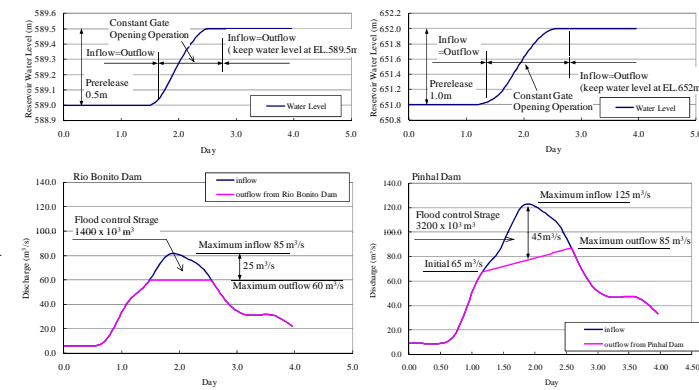 589.6
589.5
589.4
589.3
589.2
589.1
589.0
588.9
Reservoir Water Level (m)
Constant Gate
Opening Operation
Inflow=Outflow
Inflow=Outflow
( keep water level at EL.589.5m
Prerelease
0.5m
Water Level
0.0 1.0 2.0 3.0 4.0 5.0
Day
652.2
652.0
651.8
651.6
651.4
651.2
651.0
650.8
Reservoir Water Level (m)
Inflow
=Outflow
Prerelease
1.0m
Inflow=Outflow
(keep water level at EL.652m
Constant Gate
Opening Operation
Water Level
0.0 1.0 2.0 3.0 4.0 5.0
Day
Rio Bonito Dam
inflow
outflow from Rio Bonito Dam
140.0
120.0
100.0
80.0
60.0
40.0
20.0
0.0
Discharge (m³/s)
Flood control Strage
1400 x 10³ m³
Maximum inflow 85 m³/s
25 m³/s
Maximum outflow 60 m³/s
0.0 1.0 2.0 3.0 4.0 5.0
Day
Pinhal Dam
140.0
120.0
100.0
80.0
60.0
40.0
20.0
0.0
Discharge (m³/s)
Maximum inflow 125 m³/s
Flood control Strage
3200 x 10³ m³
45m³/s
Maximum outflow 85 m³/s
Initial 65 m³/s
inflow
outflow from Pinhal Dam
0.00 0.50 1.00 1.50 2.00 2.50 3.00 3.50 4.00 4.50
Day